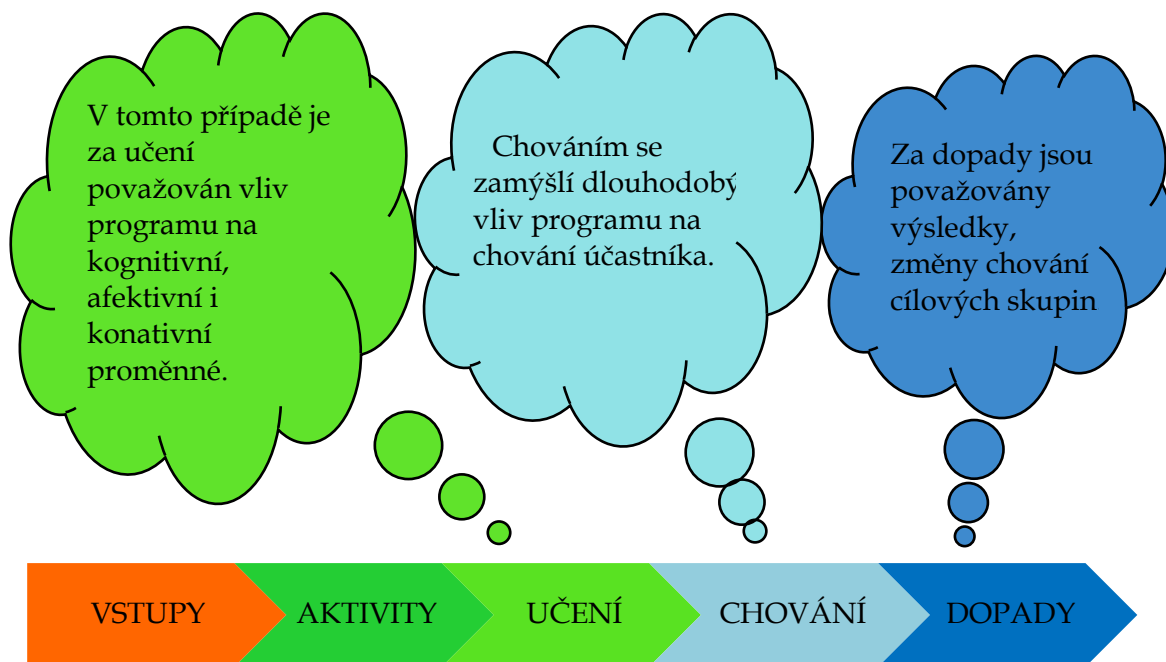 V tomto případě je
za učení
považován vliv
programu na
kognitivní,
afektivní i
konativní
proměnné.
Chováním se
zamýšlí dlouhodobý
vliv programu na
chování účastníka.
Za dopady jsou
považovány
výsledky,
změny chování
cílových skupin
VSTUPY
AKTIVITY
UČENÍ
CHOVÁNÍ
DOPADY